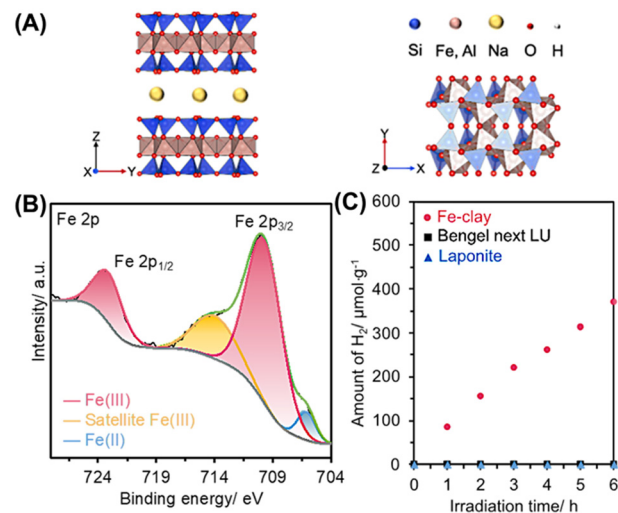 (A)
Si Fe, Al Na O H
Z
X Y
Y
Z X
(B)
Fe 2p
Fe 2p3/2
Fe 2p1/2
Fe(III)
Satellite Fe(III)
Fe(II)
Intensity/ a.u.
724 719 714 709 704
Binding energy/ eV
(C)
Fe-clay
Bengel next LU
Laponite
Amount of H2/ μmol·g-1
600
500
400
300
200
100
0
0 1 2 3 4 5 6
Irradiation time/ h